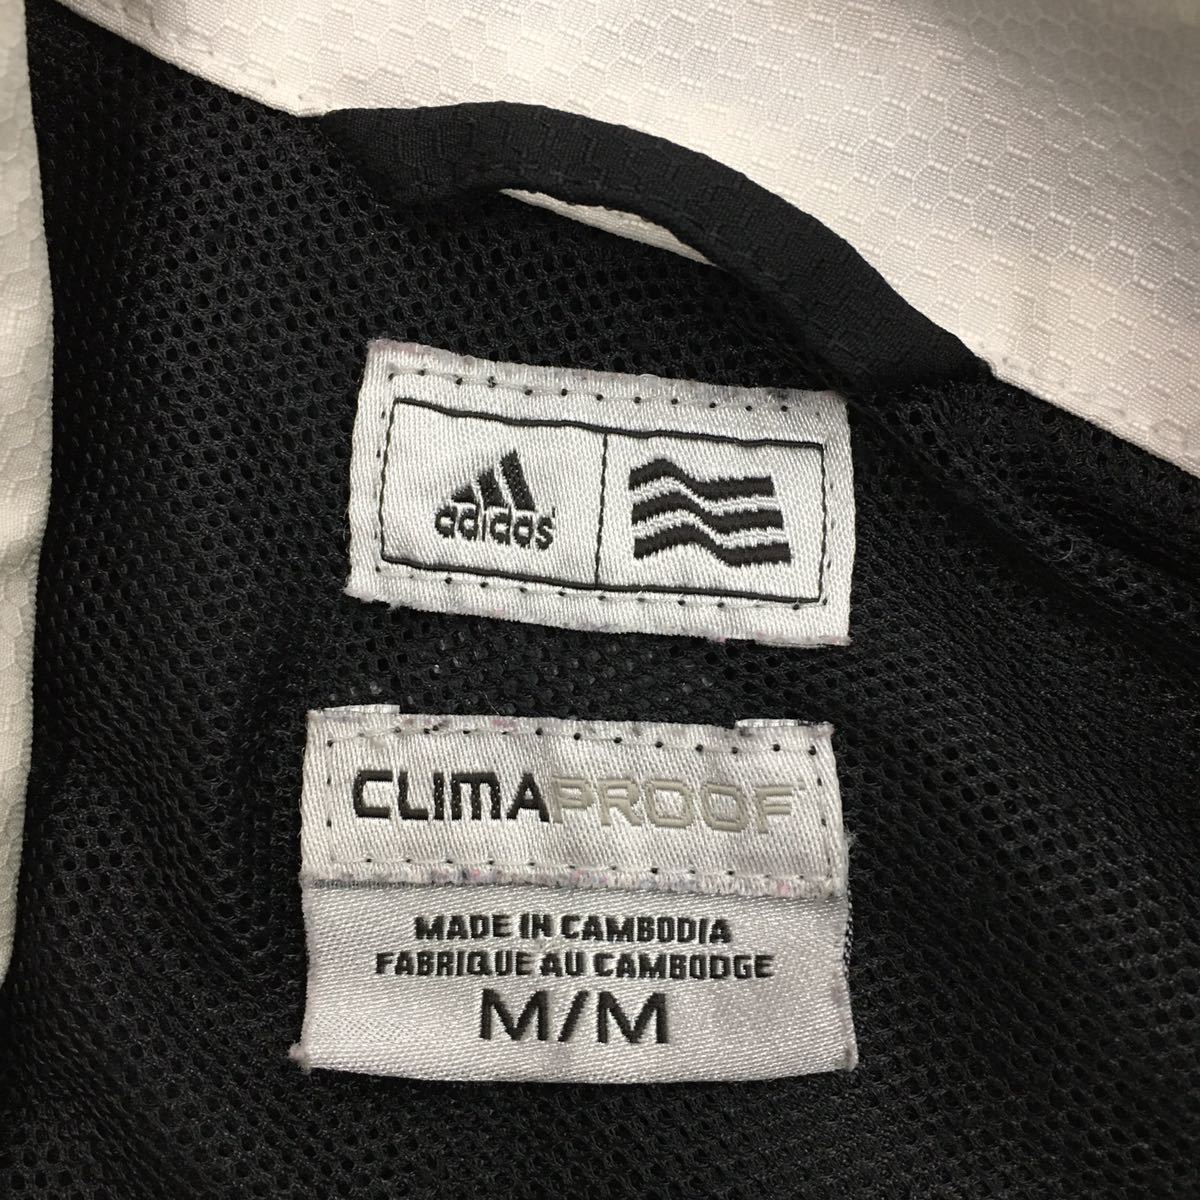 adidas
CLIMAPROOF
MADE IN CAMBODIA
FABRIQUE AU CAMBODGE
M/M